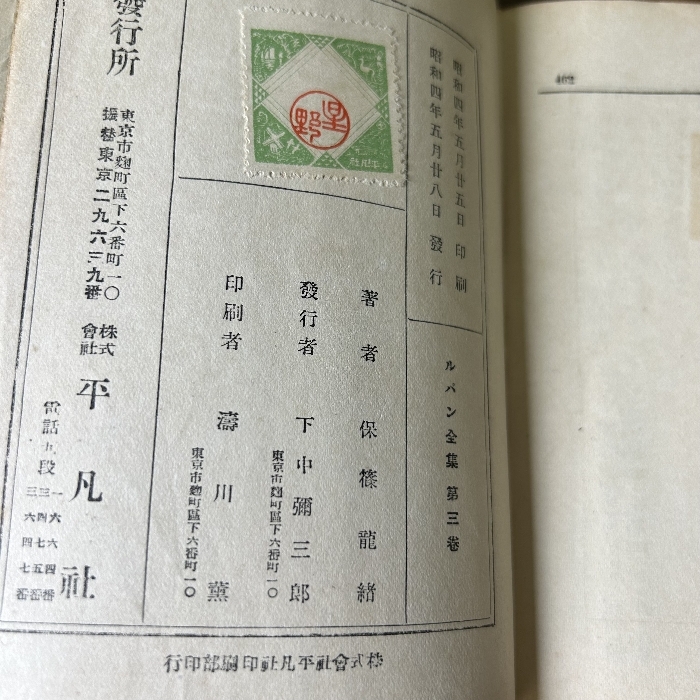 昭和四年五月廿五日 印刷
昭和四年五月廿八日 發行
ルパン全集 第三巻
著者 保篠龍緒
發行者 下中彌三郎
東京市麹町區下六番町一〇
印刷者 濤川薫
東京市麹町區下六番町一〇
發行所
東京市麹町區下六番町一〇
振替東京二九六三九番
株式會社 平凡社
電話九段
株式會社平凡社印刷部印行